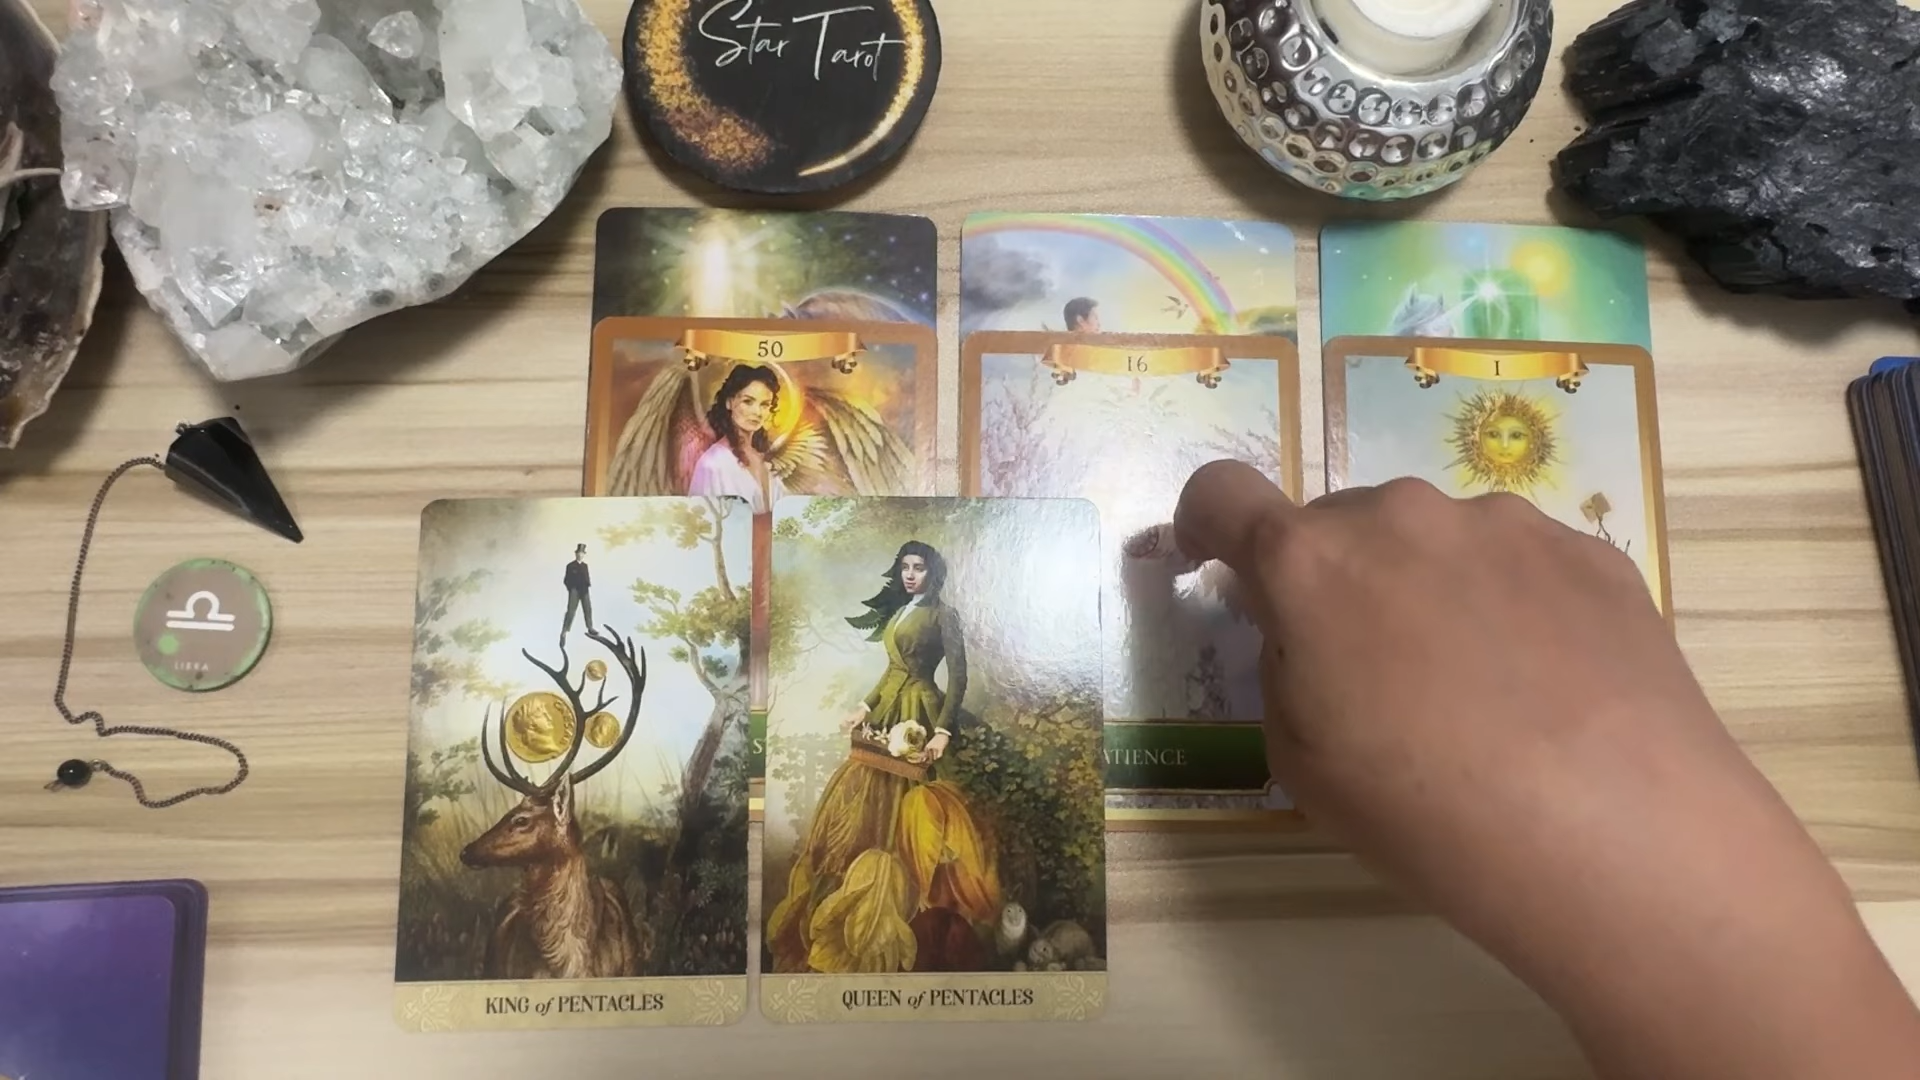 Star Tarot
50
16
I
LIBRA
KING of PENTACLES
QUEEN of PENTACLES